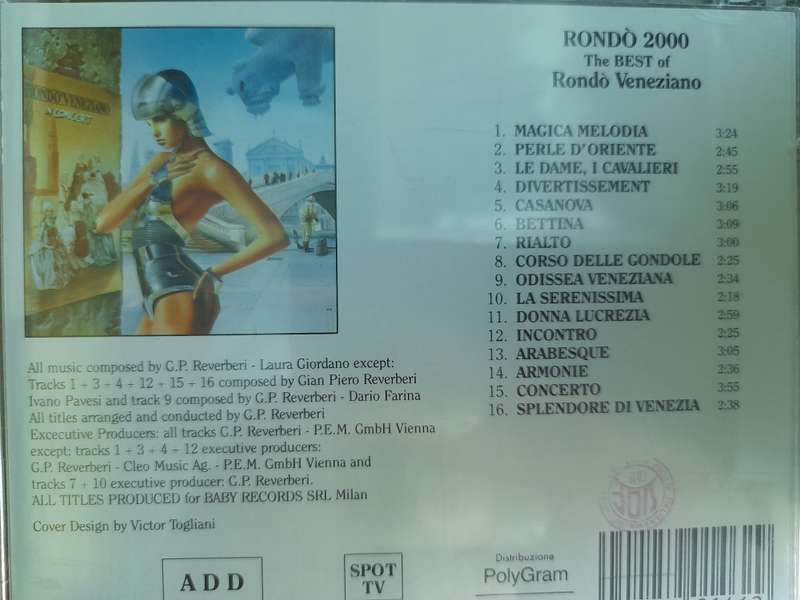 RONDÒ VENEZIANO
IN CONCERT
RONDÒ 2000
The BEST of
Rondò Veneziano
1. MAGICA MELODIA 3:24
2. PERLE D'ORIENTE 2:45
3. LE DAME, I CAVALIERI 2:55
4. DIVERTISSEMENT 3:19
5. CASANOVA 3:06
6. BETTINA 3:09
7. RIALTO 3:00
8. CORSO DELLE GONDOLE 2:25
9. ODISSEA VENEZIANA 2:34
10. LA SERENISSIMA 2:18
11. DONNA LUCREZIA 2:59
12. INCONTRO 2:25
13. ARABESQUE 3:05
14. ARMONIE 2:36
15. CONCERTO 3:55
16. SPLENDORE DI VENEZIA 2:38
All music composed by G.P. Reverberi - Laura Giordano except:
Tracks 1 ÷ 3 ÷ 4 ÷ 12 ÷ 15 ÷ 16 composed by Gian Piero Reverberi
Ivano Pavesi and track 9 composed by G.P. Reverberi - Dario Farina
All titles arranged and conducted by G.P. Reverberi
Excecutive Producers: all tracks G.P. Reverberi - P.E.M. GmbH Vienna
except: tracks 1 ÷ 3 ÷ 4 ÷ 12 executive producers:
G.P. Reverberi - Cleo Music Ag. - P.E.M. GmbH Vienna and
tracks 7 ÷ 10 executive producer: G.P. Reverberi.
ALL TITLES PRODUCED for BABY RECORDS SRL Milan
Cover Design by Victor Togliani
ADD
SPOT
TV
Distribuzione
PolyGram